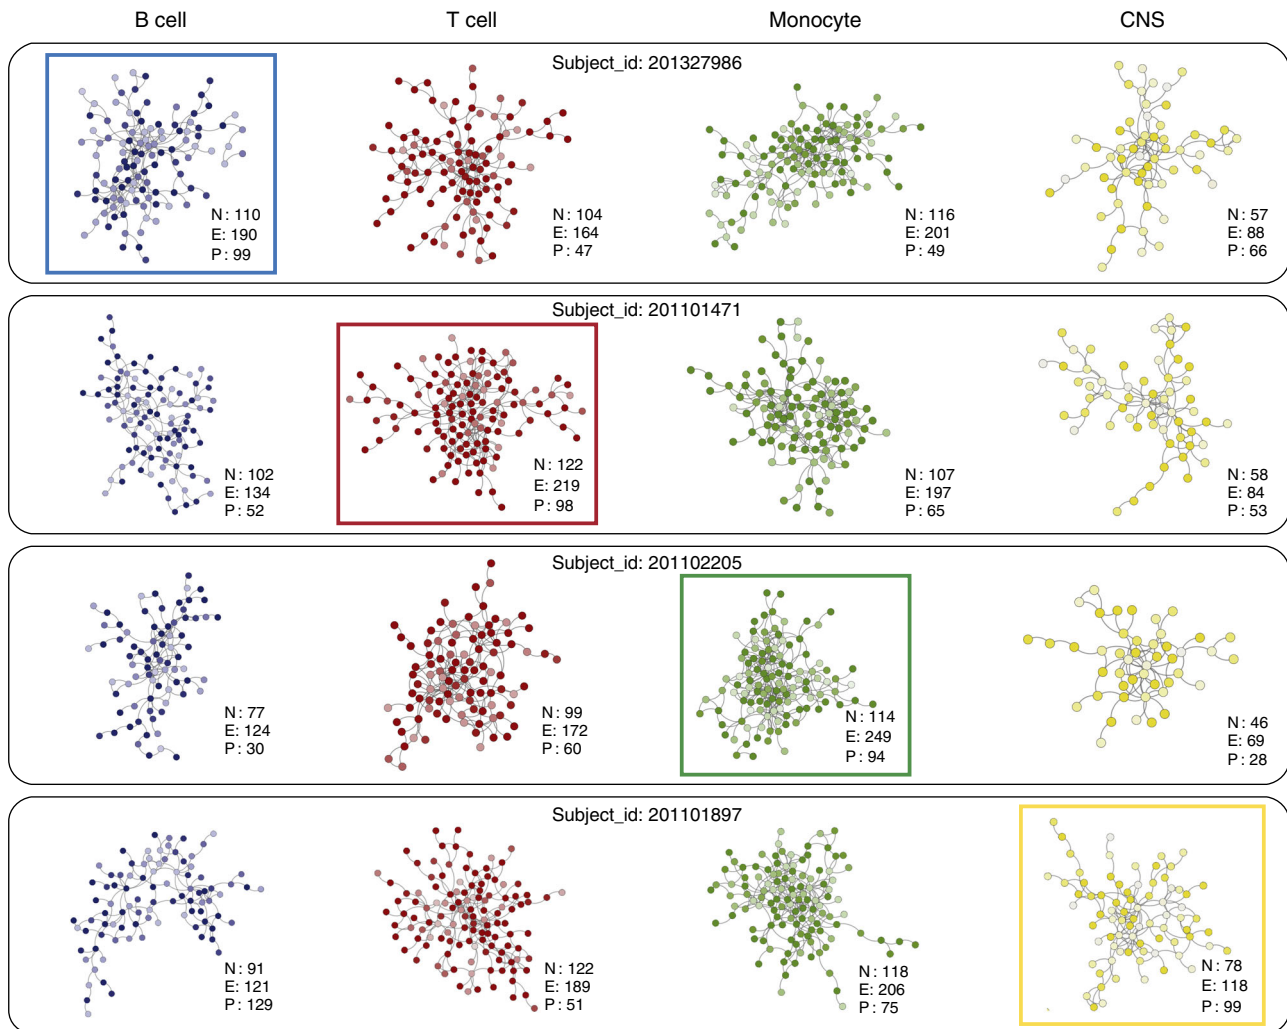 B cell T cell Monocyte CNS
Subject_id: 201327986
N: 110
E: 190
P: 99
N: 104
E: 164
P: 47
N: 116
E: 201
P: 49
N: 57
E: 88
P: 66
Subject_id: 201101471
N: 102
E: 134
P: 52
N: 122
E: 219
P: 98
N: 107
E: 197
P: 65
N: 58
E: 84
P: 53
Subject_id: 201102205
N: 77
E: 124
P: 30
N: 99
E: 172
P: 60
N: 114
E: 249
P: 94
N: 46
E: 69
P: 28
Subject_id: 201101897
N: 91
E: 121
P: 129
N: 122
E: 189
P: 51
N: 118
E: 206
P: 75
N: 78
E: 118
P: 99